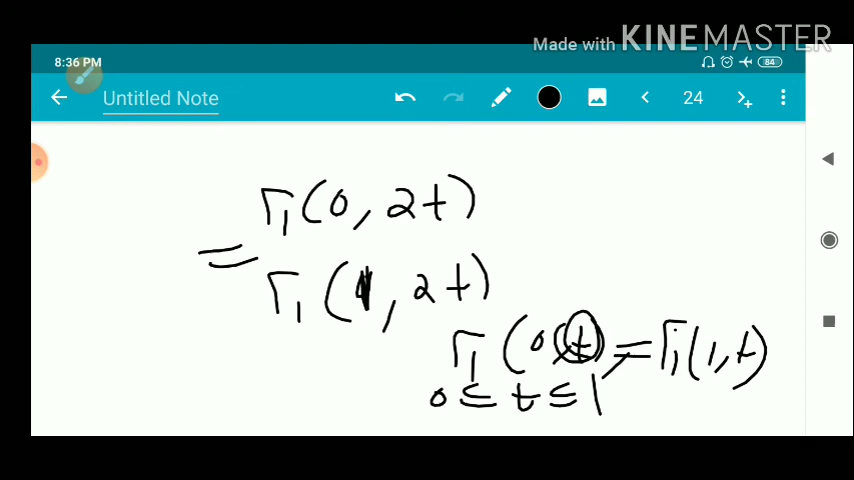 Made with KINEMASTER
8:36 PM 84
Untitled Note 24
Γ₁(0, 2t)
= Γ₁(1, 2t)
Γ₁(0, t) = Γ₁(1, t)
0 ≤ t ≤ 1